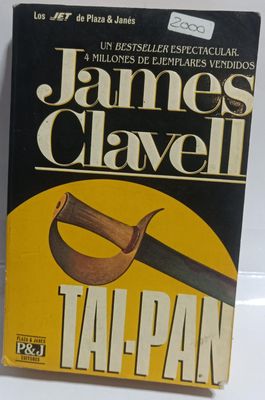 Los JET de Plaza & Janés
2000
UN BESTSELLER ESPECTACULAR.
4 MILLONES DE EJEMPLARES VENDIDOS
James
Clavell
TAI-PAN
PLAZA & JANES
P&J
EDITORES